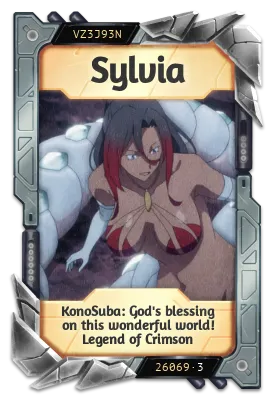 VZ3J93N
Sylvia
KonoSuba: God's blessing
on this wonderful world!
Legend of Crimson
26069·3